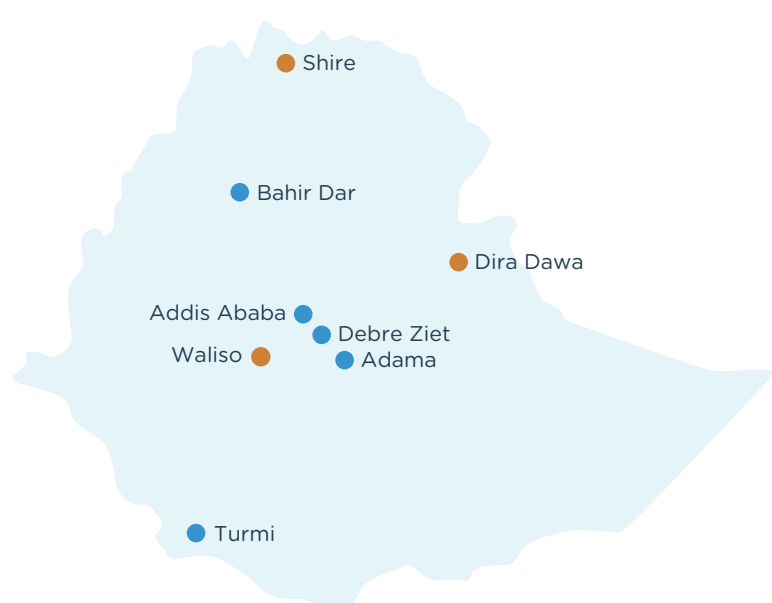 Shire
Bahir Dar
Dira Dawa
Addis Ababa
Debre Ziet
Waliso
Adama
Turmi